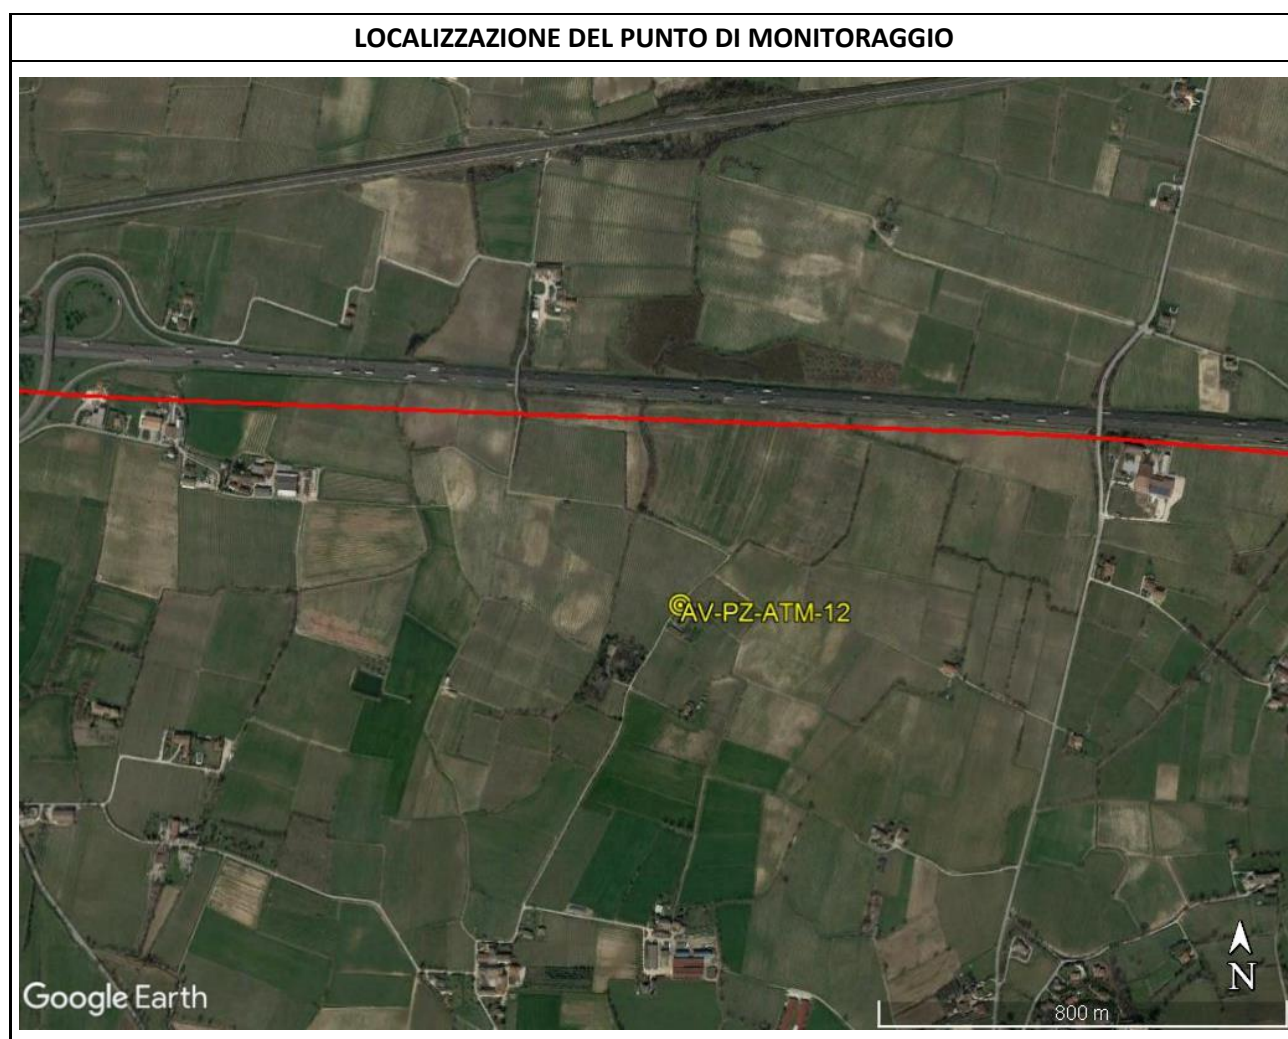 LOCALIZZAZIONE DEL PUNTO DI MONITORAGGIO
AV-PZ-ATM-12
N
Google Earth
800 m